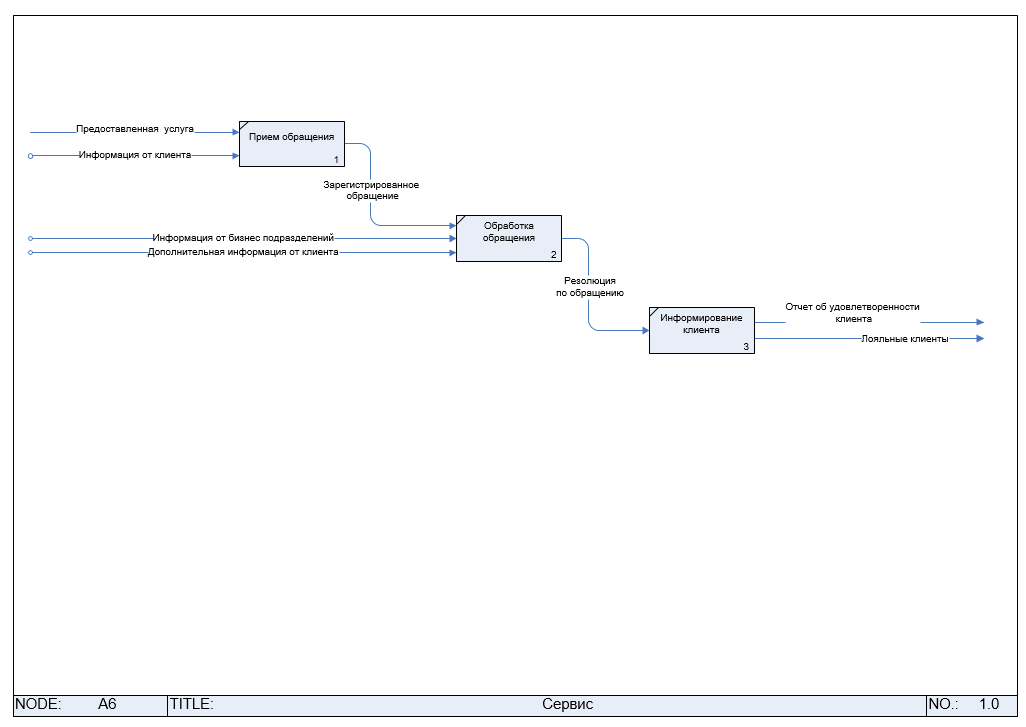 Предоставленная услуга
Прием обращения
1
Информация от клиента
Зарегистрированное
обращение
Обработка
обращения
2
Информация от бизнес подразделений
Дополнительная информация от клиента
Резолюция
по обращению
Информирование
клиента
3
Отчет об удовлетворенности
клиента
Лояльные клиенты
NODE: A6 TITLE: Сервис NO.: 1.0